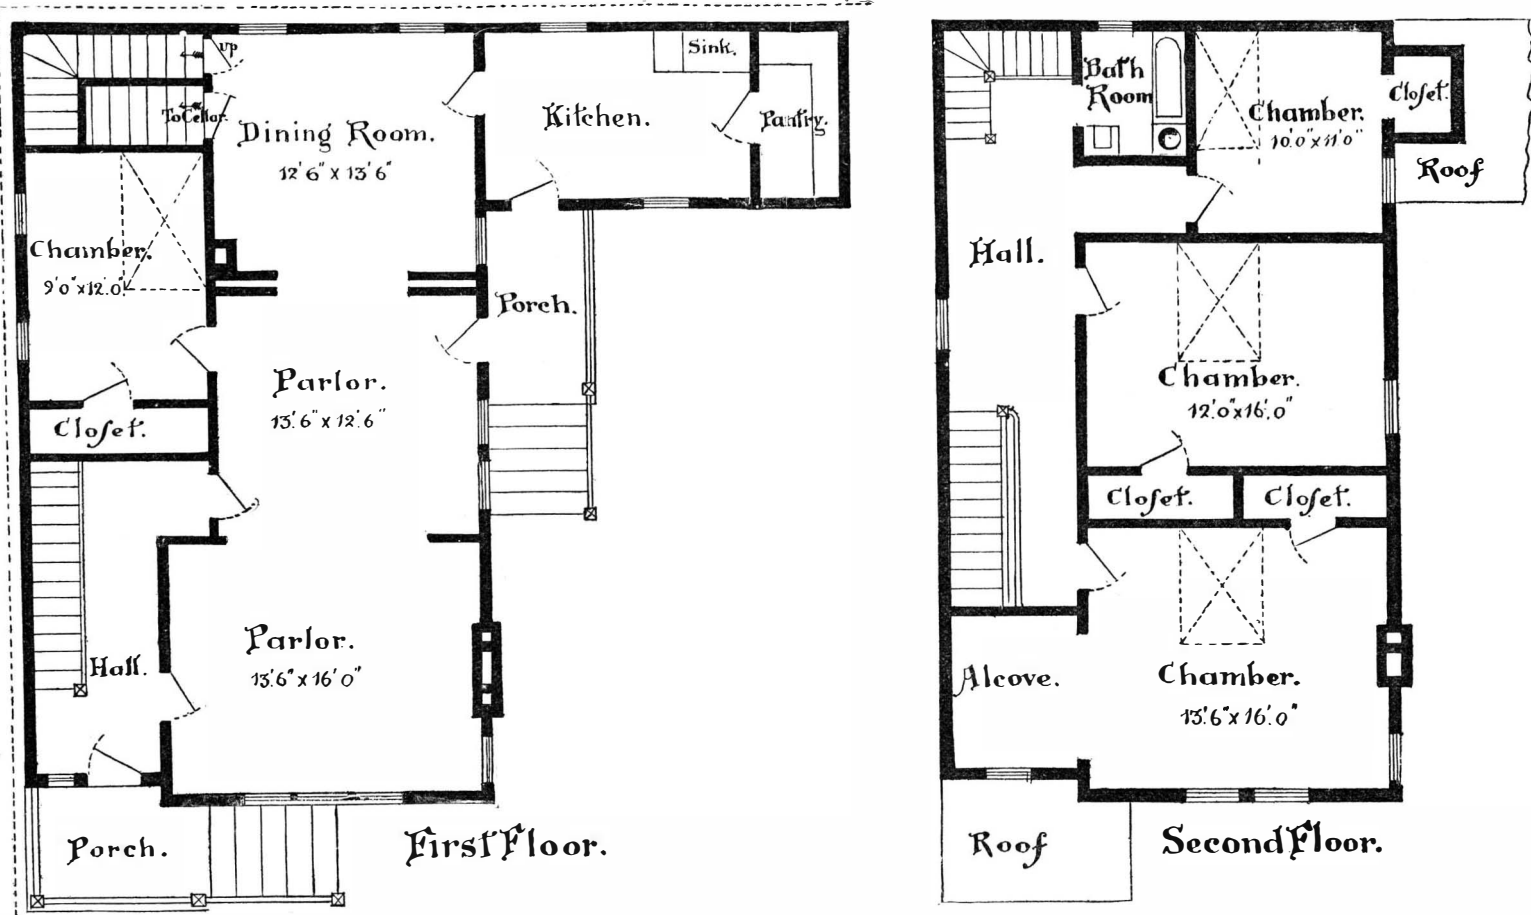 Up
To Cellar.
Dining Room.
12'6" x 13'6"
Sink.
Kitchen.
Pantry.
Chamber.
9'0" x 12'.0"
Closet.
Porch.
Parlor.
13'.6" x 12'.6"
Hall.
Parlor.
13'.6" x 16'0"
Porch.
First Floor.
Bath
Room
Chamber.
10'.0" x 11'.0"
Closet.
Roof
Hall.
Chamber.
12'.0" x 16'.0"
Closet.
Closet.
Alcove.
Chamber.
13'.6" x 16'.0"
Roof
Second Floor.